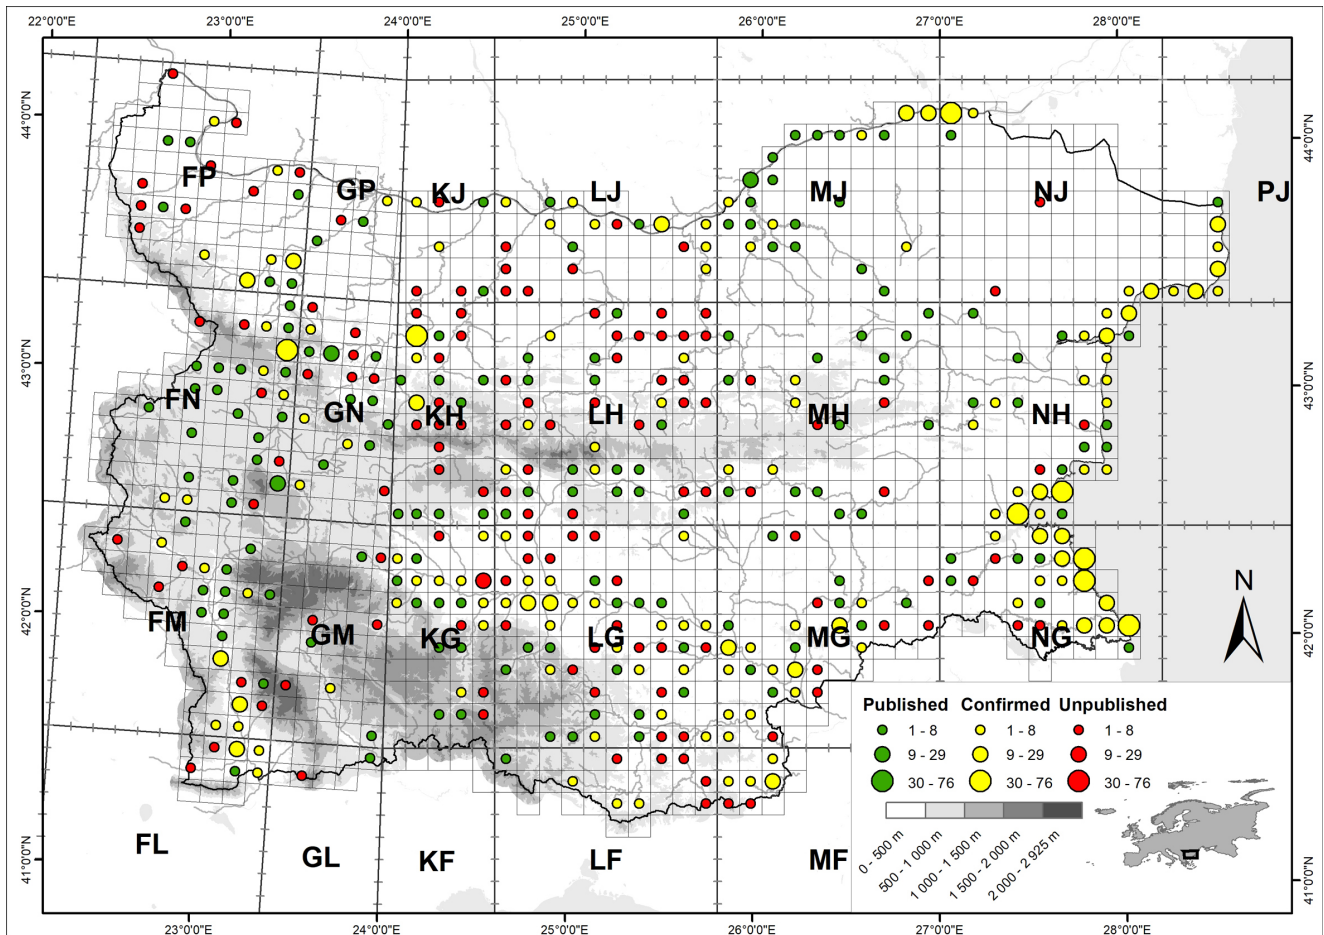 22°0'0"E 23°0'0"E 24°0'0"E 25°0'0"E 26°0'0"E 27°0'0"E 28°0'0"E
44°0'0"N 44°0'0"N
FP GP KJ LJ MJ NJ PJ
43°0'0"N 43°0'0"N
FN GN KH LH MH NH
42°0'0"N 42°0'0"N
FM GM KG LG MG NG
N
Published Confirmed Unpublished
1 - 8 1 - 8 1 - 8
9 - 29 9 - 29 9 - 29
30 - 76 30 - 76 30 - 76
0 - 500 m
500 - 1 000 m
1 000 - 1 500 m
1 500 - 2 000 m
2 000 - 2 925 m
41°0'0"N 41°0'0"N
FL GL KF LF MF
23°0'0"E 24°0'0"E 25°0'0"E 26°0'0"E 27°0'0"E 28°0'0"E